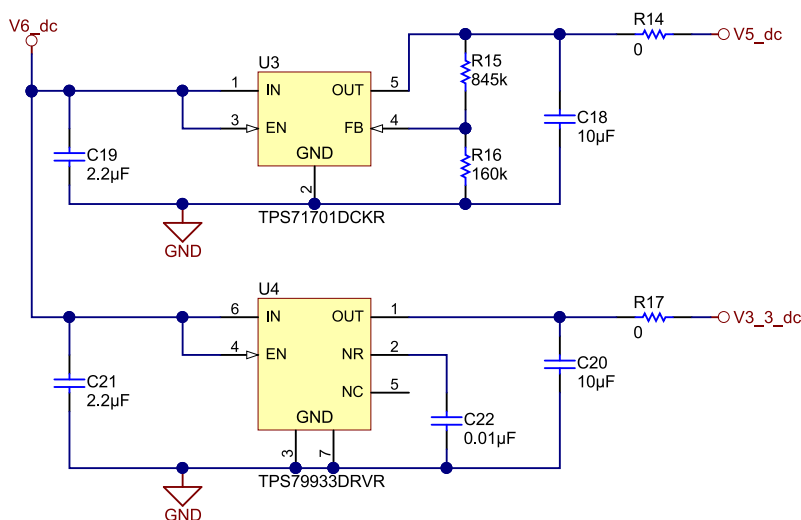 V6_dc
R14
V5_dc
0
U3
1
IN
OUT
5
R15
845k
3
EN
FB
4
C18
10µF
GND
C19
2.2µF
R16
160k
2
TPS71701DCKR
GND
U4
6
IN
OUT
1
R17
V3_3_dc
0
4
EN
NR
2
C20
10µF
C21
2.2µF
NC
5
GND
C22
0.01µF
3
7
TPS79933DRVR
GND